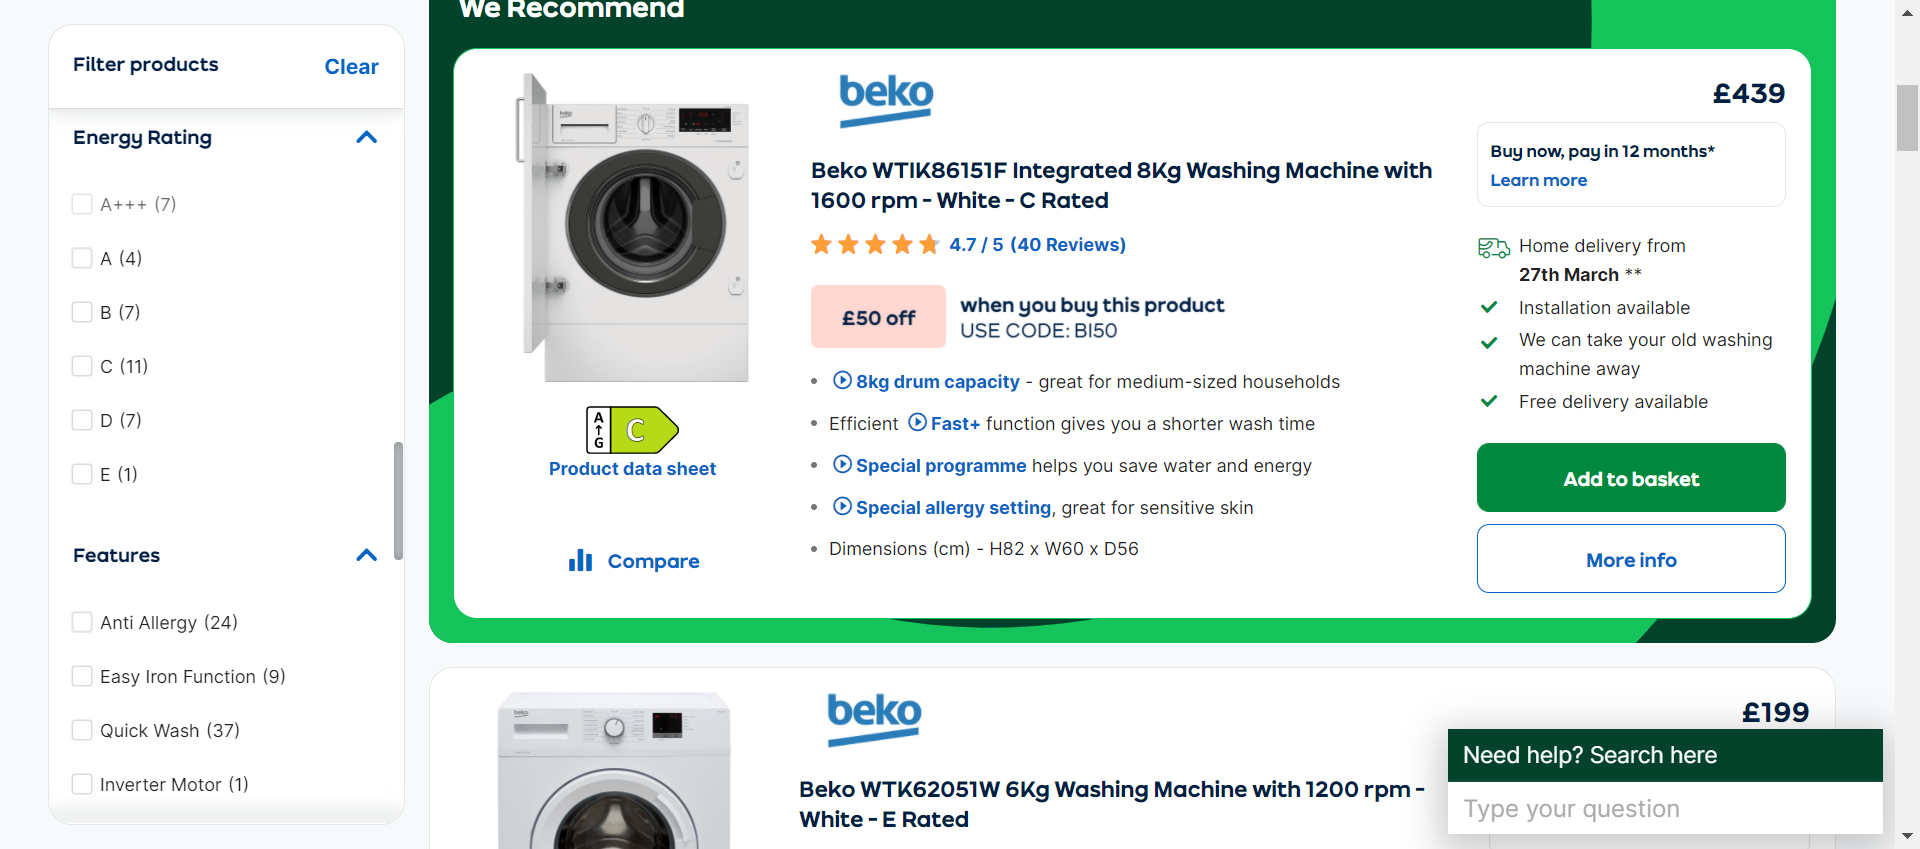 We Recommend
Filter products
Clear
Energy Rating
A+++ (7)
A (4)
B (7)
C (11)
D (7)
E (1)
Features
Anti Allergy (24)
Easy Iron Function (9)
Quick Wash (37)
Inverter Motor (1)
beko
A
G
C
Product data sheet
Compare
beko
£439
Beko WTIK86151F Integrated 8Kg Washing Machine with
1600 rpm - White - C Rated
4.7 / 5 (40 Reviews)
£50 off
when you buy this product
USE CODE: BI50
8kg drum capacity - great for medium-sized households
Efficient Fast+ function gives you a shorter wash time
Special programme helps you save water and energy
Special allergy setting, great for sensitive skin
Dimensions (cm) - H82 x W60 x D56
Buy now, pay in 12 months*
Learn more
Home delivery from
27th March **
Installation available
We can take your old washing
machine away
Free delivery available
Add to basket
More info
beko
beko
£199
Beko WTK62051W 6Kg Washing Machine with 1200 rpm -
White - E Rated
Need help? Search here
Type your question